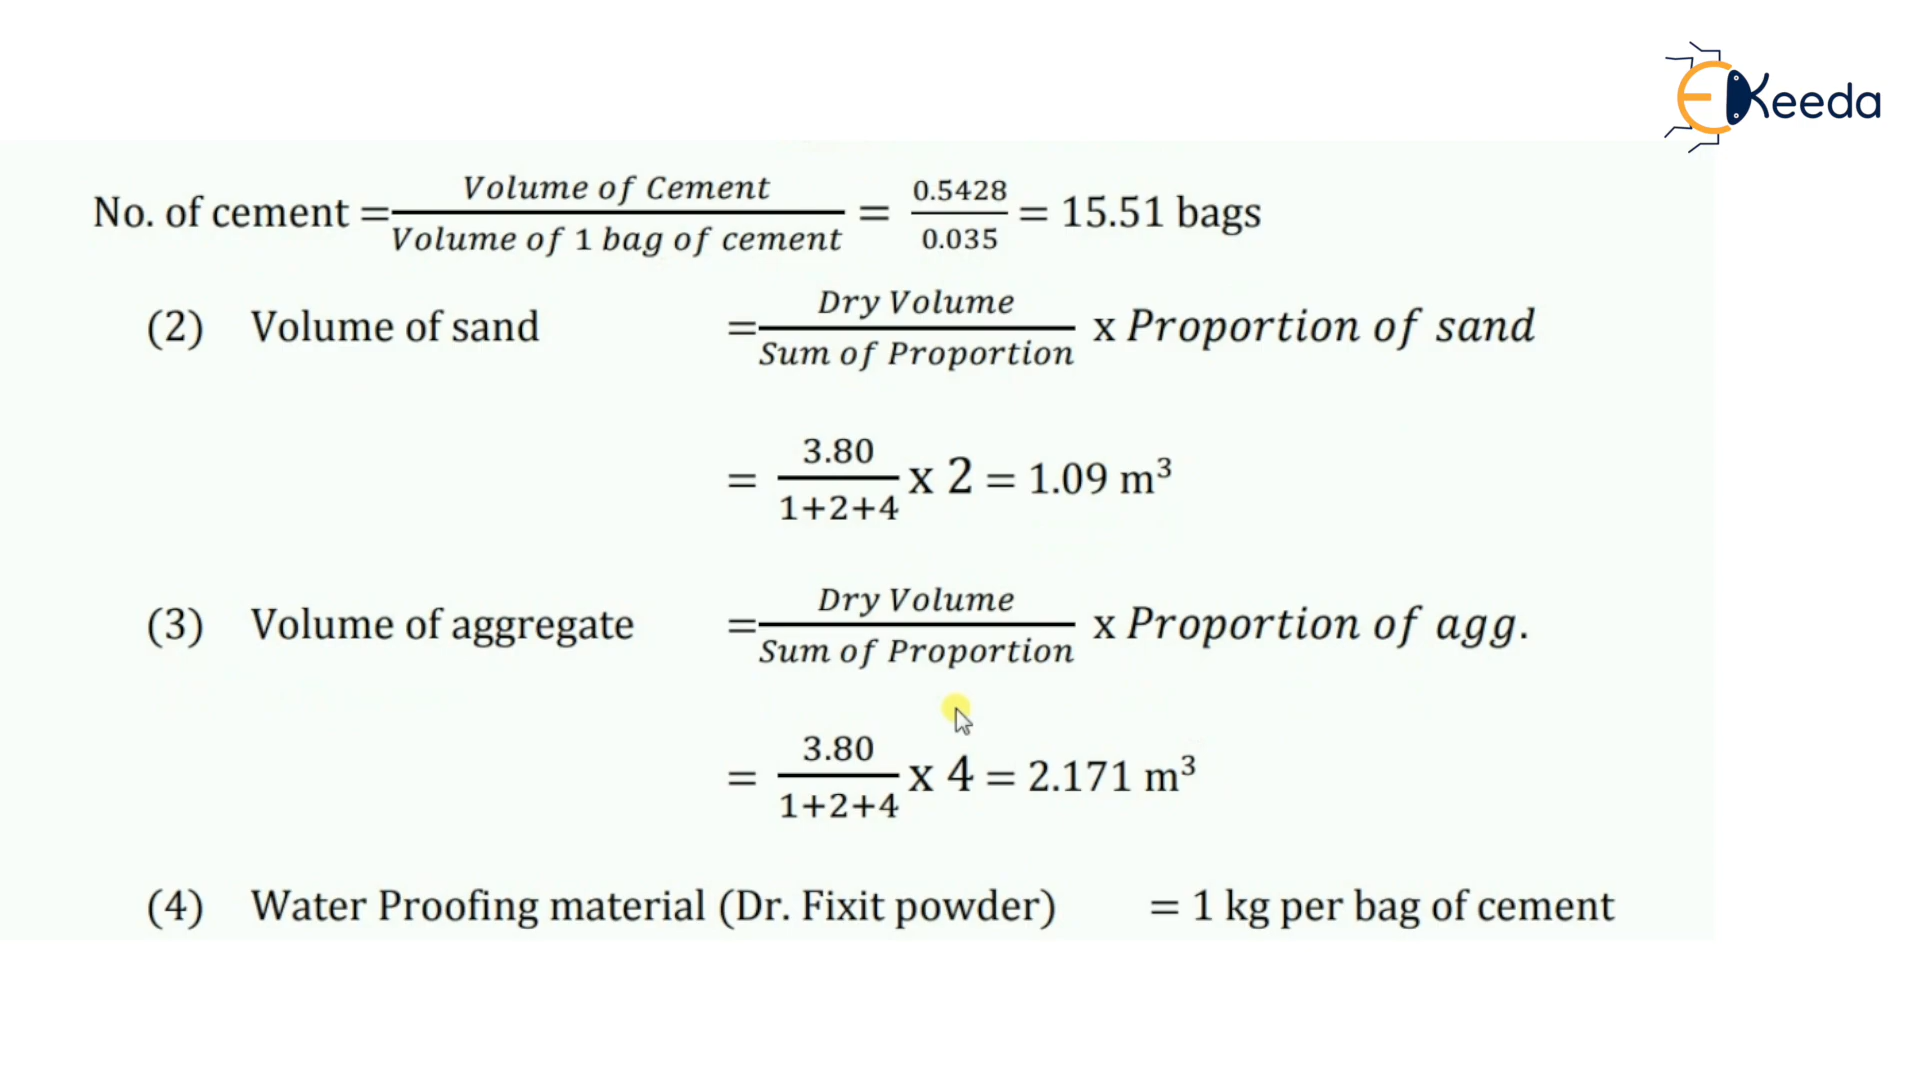 EKeeda
No. of cement = Volume of Cement / Volume of 1 bag of cement = 0.5428 / 0.035 = 15.51 bags
(2) Volume of sand = Dry Volume / Sum of Proportion x Proportion of sand
= 3.80 / 1+2+4 x 2 = 1.09 m³
(3) Volume of aggregate = Dry Volume / Sum of Proportion x Proportion of agg.
= 3.80 / 1+2+4 x 4 = 2.171 m³
(4) Water Proofing material (Dr. Fixit powder) = 1 kg per bag of cement